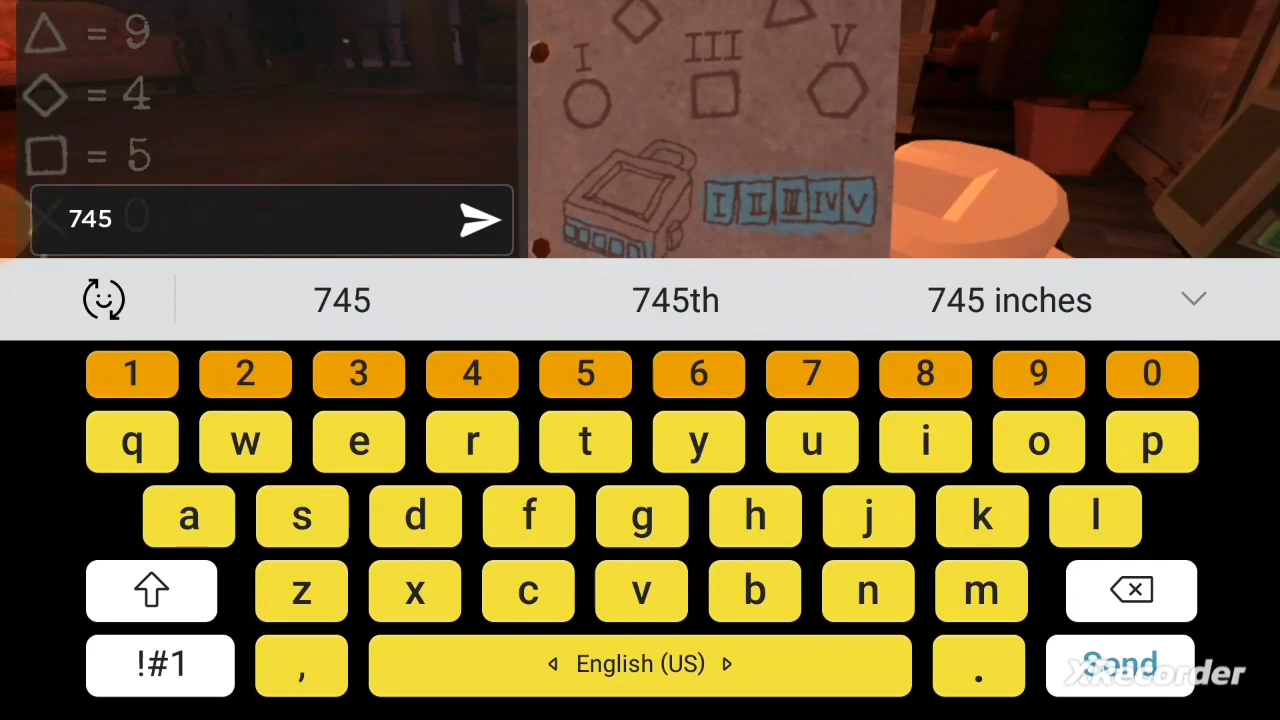 = 9
= 4
= 5
0
745
I III V
I II III IV V
745 745th 745 inches
1 2 3 4 5 6 7 8 9 0
q w e r t y u i o p
a s d f g h j k l
z x c v b n m
!#1 , English (US) . Send
XRecorder